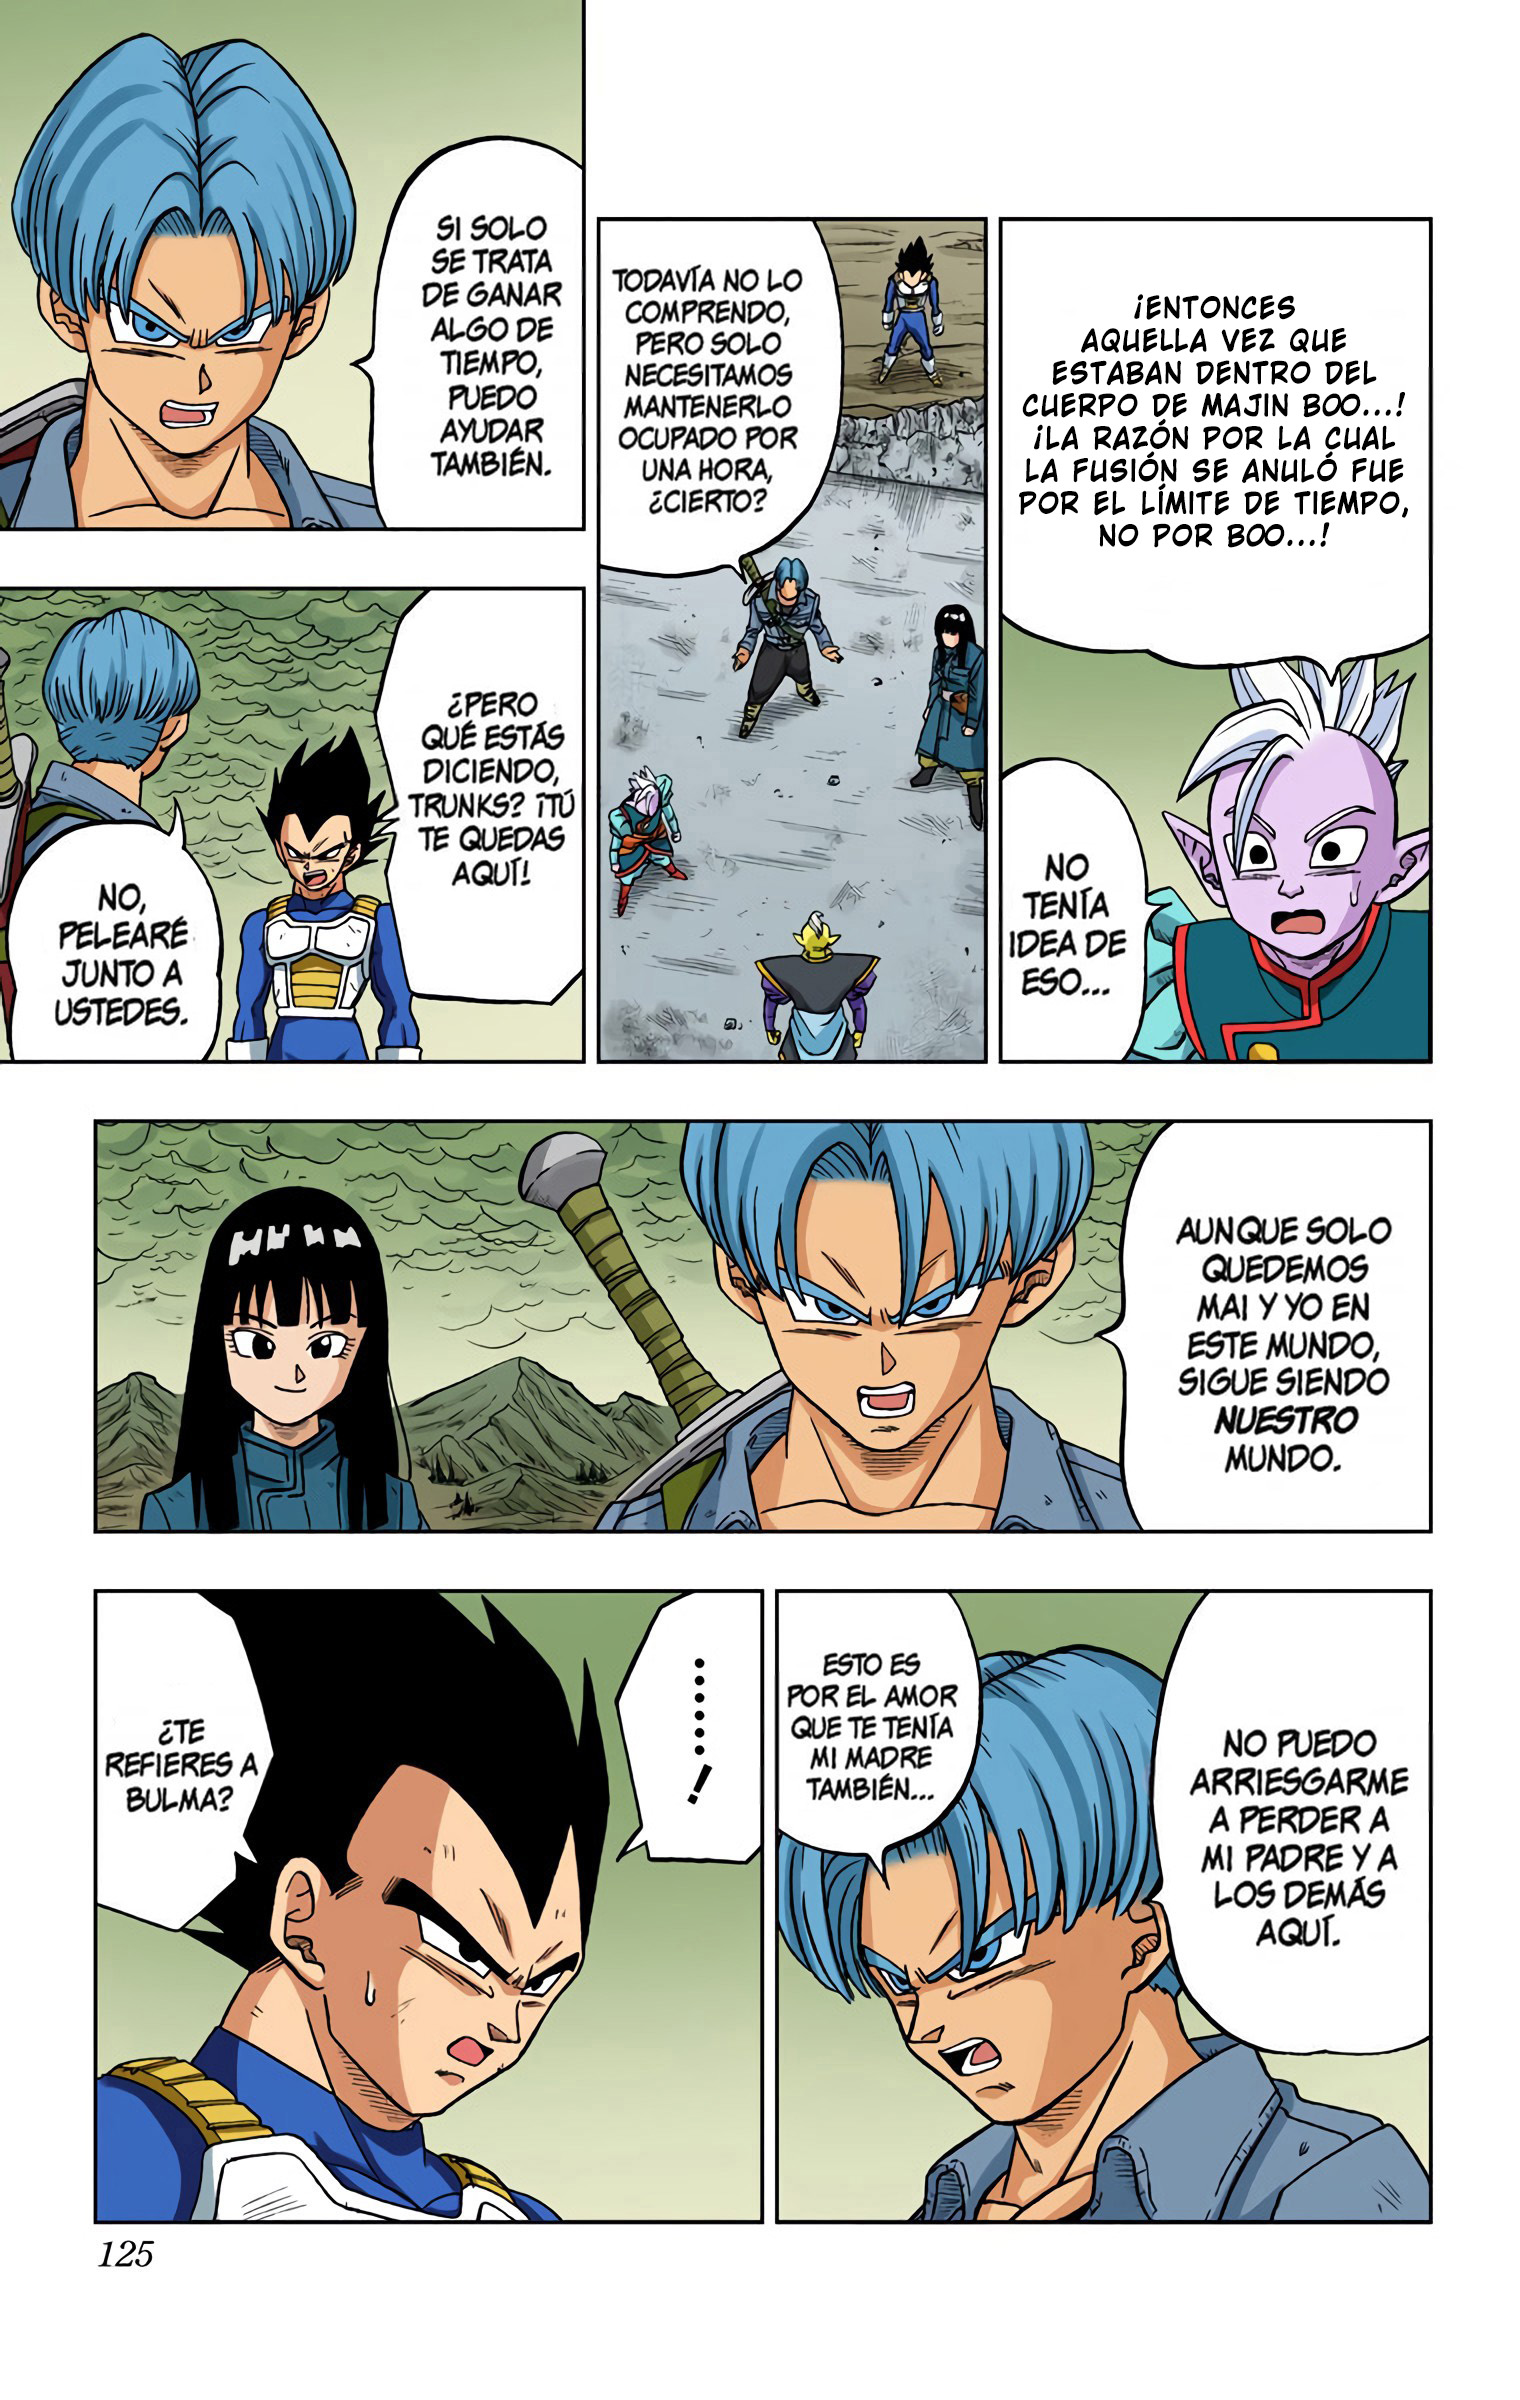 ¡ENTONCES
AQUELLA VEZ QUE
ESTABAN DENTRO DEL
CUERPO DE MAJIN BOO...!
¡LA RAZÓN POR LA CUAL
LA FUSIÓN SE ANULÓ FUE
POR EL LÍMITE DE TIEMPO,
NO POR BOO...!
NO
TENÍA
IDEA DE
ESO...
TODAVÍA NO LO
COMPRENDO,
PERO SOLO
NECESITAMOS
MANTENERLO
OCUPADO POR
UNA HORA,
¿CIERTO?
SI SOLO
SE TRATA
DE GANAR
ALGO DE
TIEMPO,
PUEDO
AYUDAR
TAMBIÉN.
¿PERO
QUÉ ESTÁS
DICIENDO,
TRUNKS? ¡TÚ
TE QUEDAS
AQUÍ!
NO,
PELEARÉ
JUNTO A
USTEDES.
AUNQUE SOLO
QUEDEMOS
MAI Y YO EN
ESTE MUNDO,
SIGUE SIENDO
NUESTRO
MUNDO.
NO PUEDO
ARRIESGARME
A PERDER A
MI PADRE Y A
LOS DEMÁS
AQUÍ.
ESTO ES
POR EL AMOR
QUE TE TENÍA
MI MADRE
TAMBIÉN...
......!
¿TE
REFIERES A
BULMA?
125